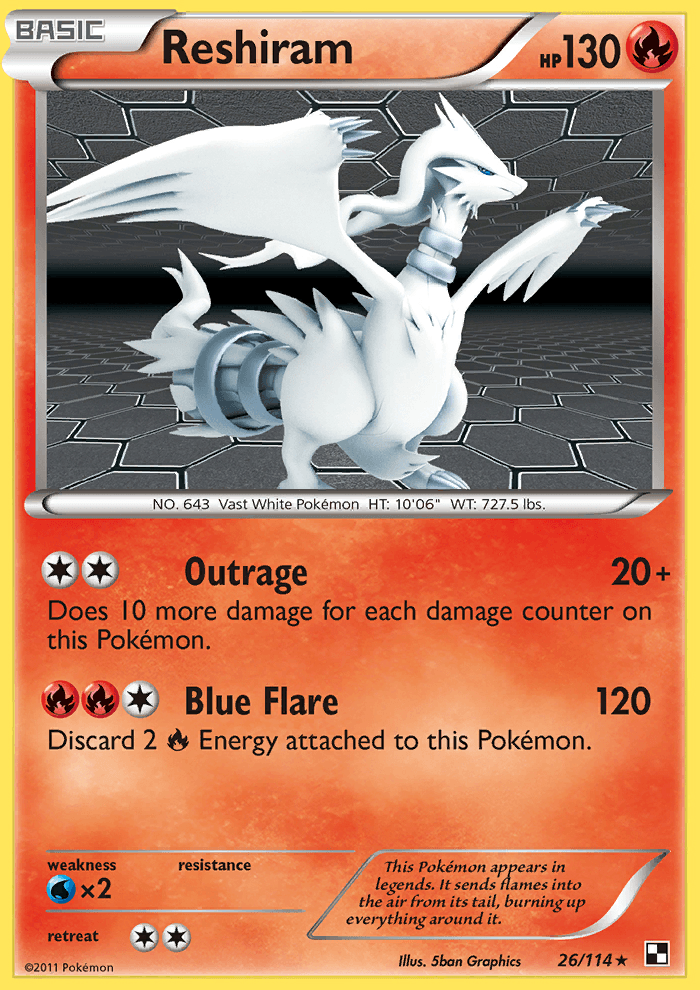 BASIC
Reshiram
HP130
NO. 643 Vast White Pokémon HT: 10'06" WT: 727.5 lbs.
Outrage 20+
Does 10 more damage for each damage counter on
this Pokémon.
Blue Flare 120
Discard 2 Energy attached to this Pokémon.
weakness resistance
×2
retreat
This Pokémon appears in
legends. It sends flames into
the air from its tail, burning up
everything around it.
©2011 Pokémon
Illus. 5ban Graphics 26/114 ★